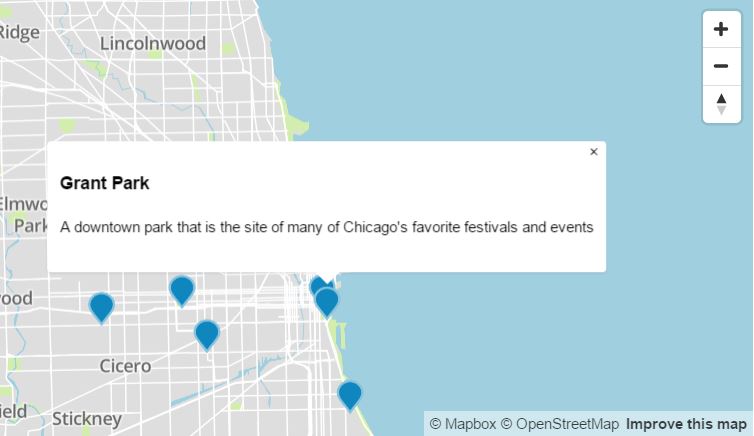 Ridge
Lincolnwood
×
Grant Park
A downtown park that is the site of many of Chicago's favorite festivals and events
Elmwo
Park
wood
Cicero
ield
Stickney
© Mapbox © OpenStreetMap Improve this map